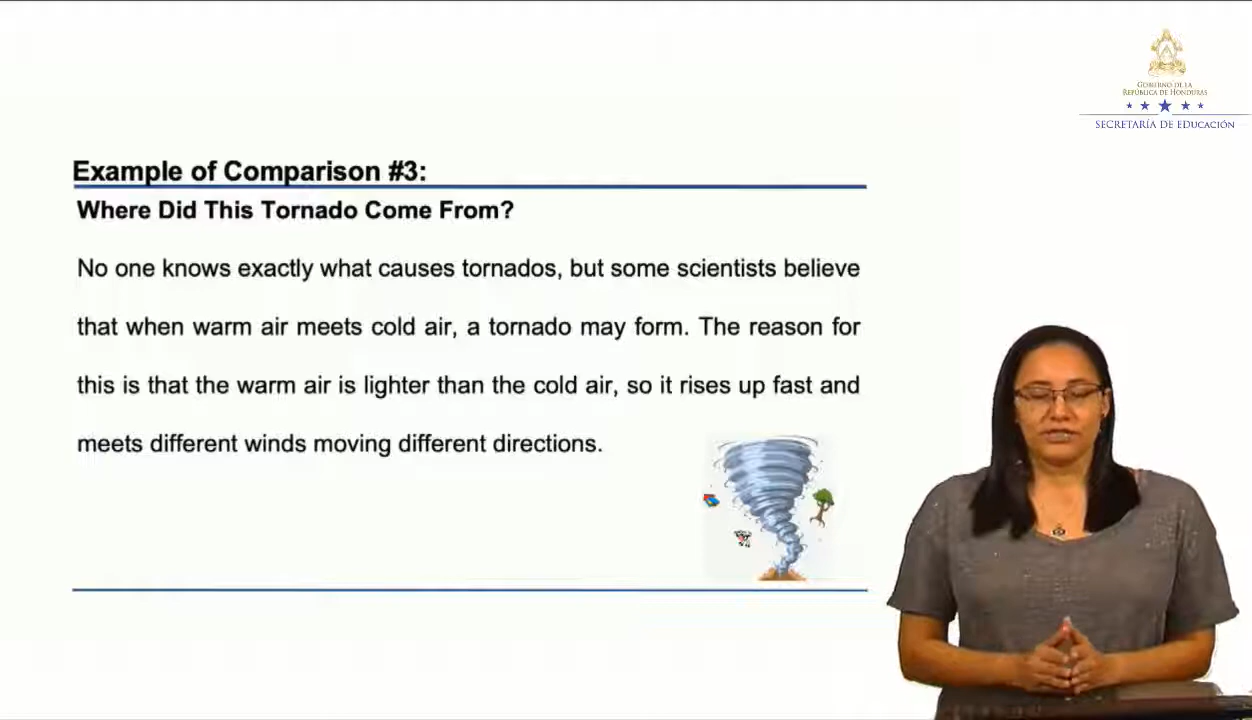 GOBIERNO DE LA
REPÚBLICA DE HONDURAS
SECRETARÍA DE EDUCACIÓN
Example of Comparison #3:
Where Did This Tornado Come From?
No one knows exactly what causes tornados, but some scientists believe
that when warm air meets cold air, a tornado may form. The reason for
this is that the warm air is lighter than the cold air, so it rises up fast and
meets different winds moving different directions.